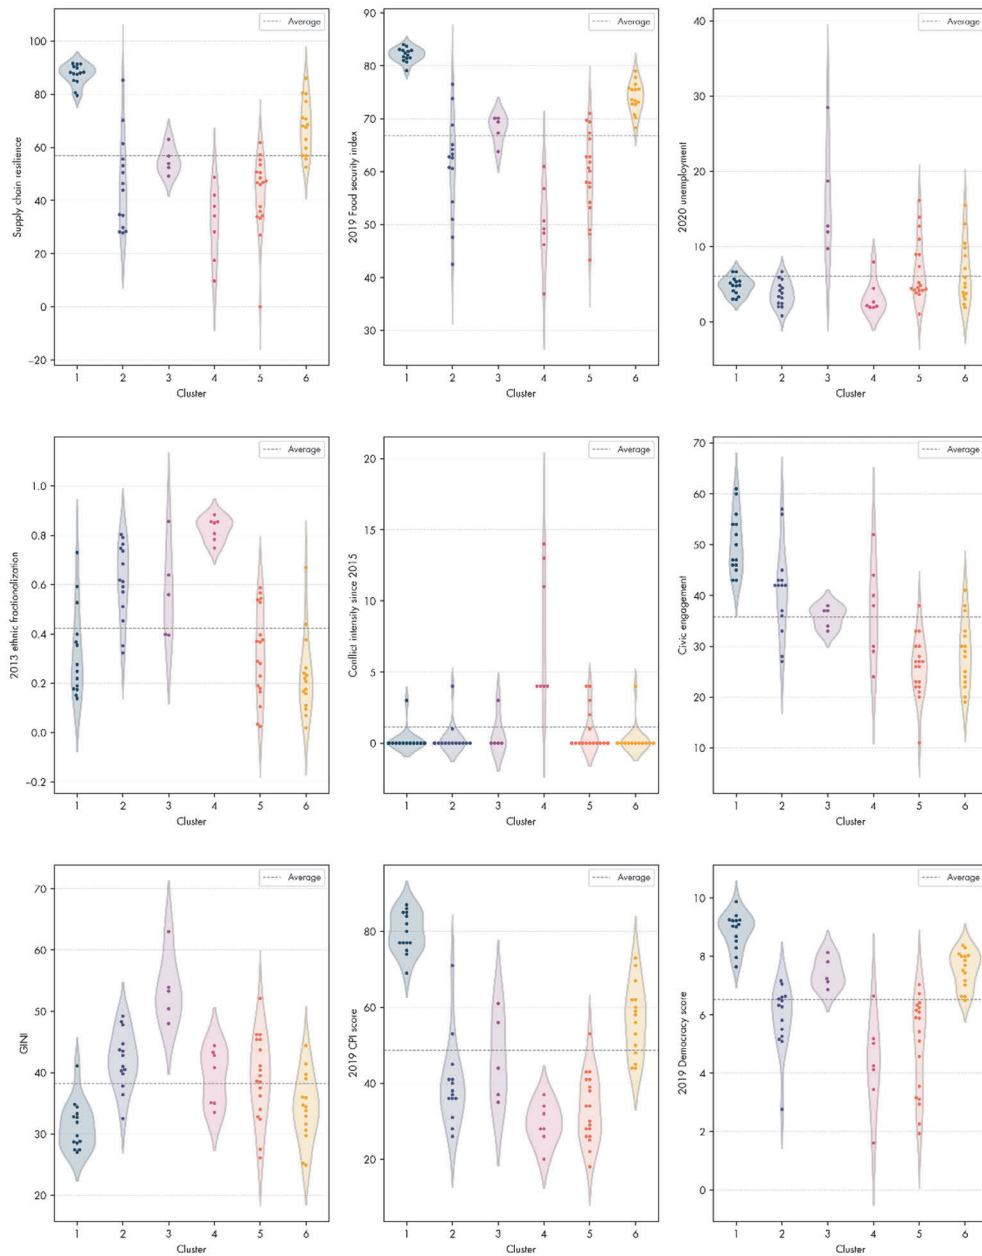 Average
100
80
60
40
20
0
−20
Supply chain resilience
1 2 3 4 5 6
Cluster
Average
90
80
70
60
50
40
30
2019 Food security index
1 2 3 4 5 6
Cluster
Average
40
30
20
10
0
2020 unemployment
1 2 3 4 5 6
Cluster
Average
1.0
0.8
0.6
0.4
0.2
0.0
−0.2
2013 ethnic fractionalization
1 2 3 4 5 6
Cluster
Average
20
15
10
5
0
Conflict intensity since 2015
1 2 3 4 5 6
Cluster
Average
70
60
50
40
30
20
10
Civic engagement
1 2 3 4 5 6
Cluster
Average
70
60
50
40
30
20
GINI
1 2 3 4 5 6
Cluster
Average
80
60
40
20
2019 CPI score
1 2 3 4 5 6
Cluster
Average
10
8
6
4
2
0
2019 Democracy score
1 2 3 4 5 6
Cluster